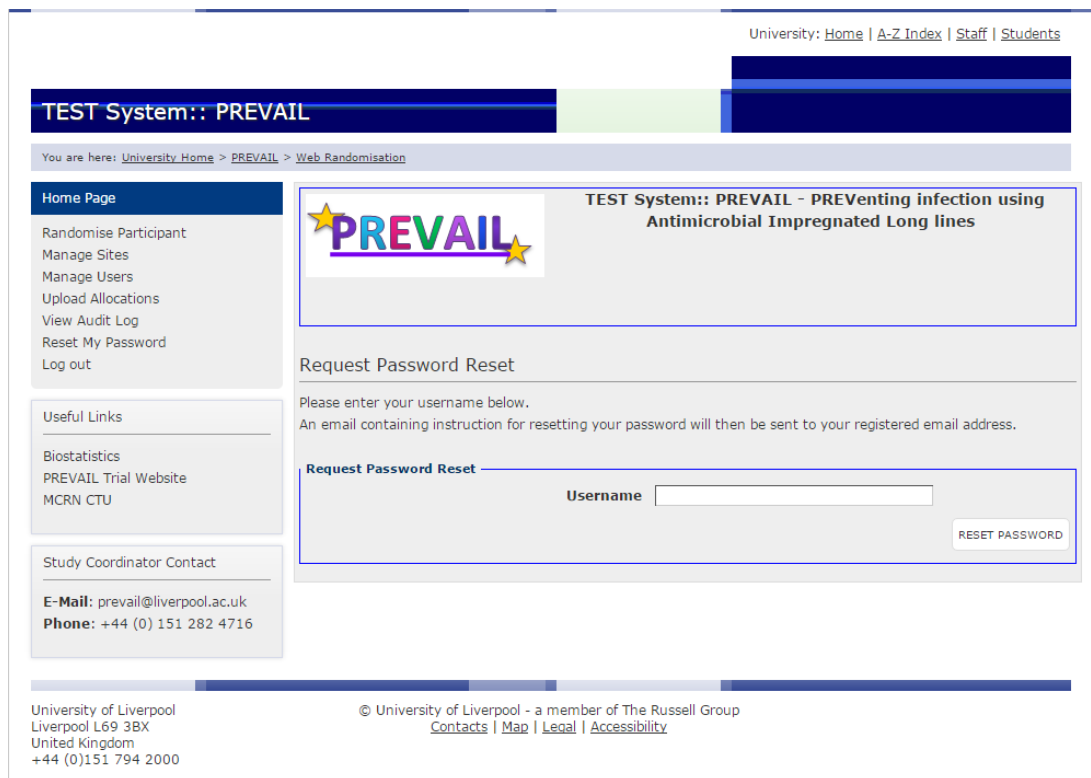 University: Home | A-Z Index | Staff | Students
TEST System:: PREVAIL
You are here: University Home > PREVAIL > Web Randomisation
Home Page
Randomise Participant
Manage Sites
Manage Users
Upload Allocations
View Audit Log
Reset My Password
Log out
Useful Links
Biostatistics
PREVAIL Trial Website
MCRN CTU
Study Coordinator Contact
E-Mail: prevail@liverpool.ac.uk
Phone: +44 (0) 151 282 4716
PREVAIL
TEST System:: PREVAIL - PREVenting infection using
Antimicrobial Impregnated Long lines
Request Password Reset
Please enter your username below.
An email containing instruction for resetting your password will then be sent to your registered email address.
Request Password Reset
Username
RESET PASSWORD
University of Liverpool
Liverpool L69 3BX
United Kingdom
+44 (0)151 794 2000
© University of Liverpool - a member of The Russell Group
Contacts | Map | Legal | Accessibility